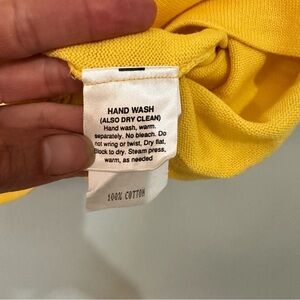 HAND WASH
(ALSO DRY CLEAN)
Hand wash, warm,
separately. No bleach. Do
not wring or twist, Dry flat,
Block to dry. Steam press,
warm, as needed
100% COTTON